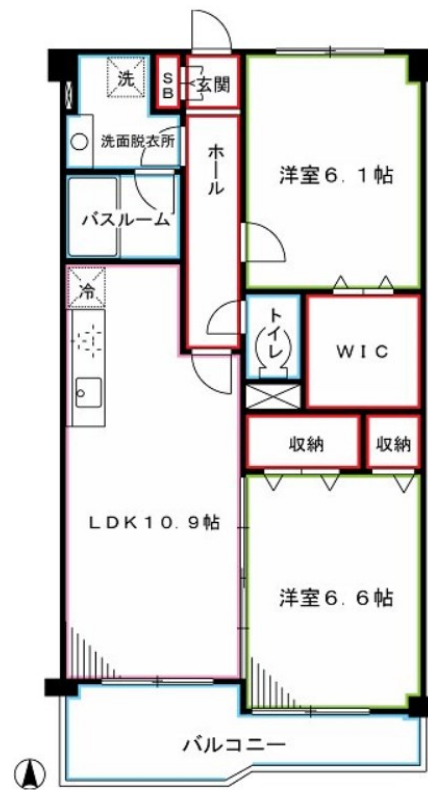 洗
SB
玄関
洗面脱衣所
ホール
洋室6.1帖
バスルーム
冷
トイレ
WIC
収納
収納
LDK10.9帖
洋室6.6帖
バルコニー